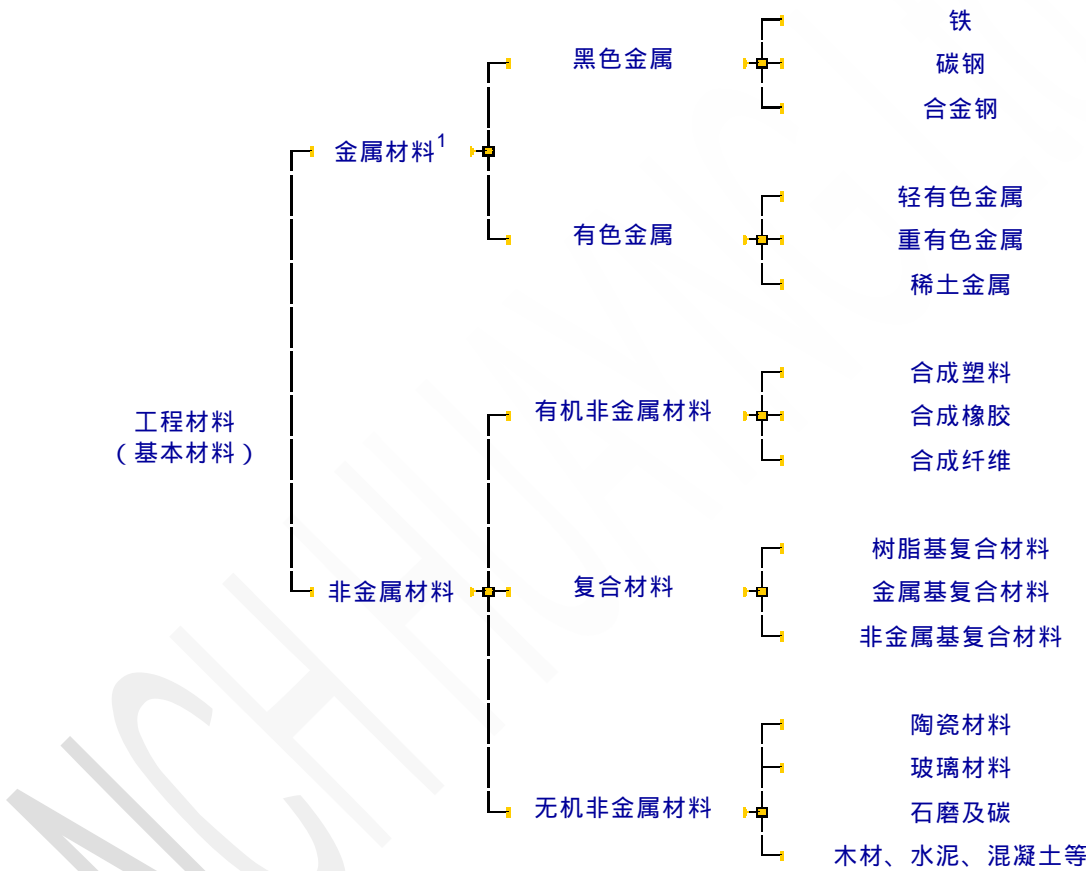 工程材料
（基本材料）
金属材料1
黑色金属
铁
碳钢
合金钢
有色金属
轻有色金属
重有色金属
稀土金属
非金属材料
有机非金属材料
合成塑料
合成橡胶
合成纤维
复合材料
树脂基复合材料
金属基复合材料
非金属基复合材料
无机非金属材料
陶瓷材料
玻璃材料
石磨及碳
木材、水泥、混凝土等